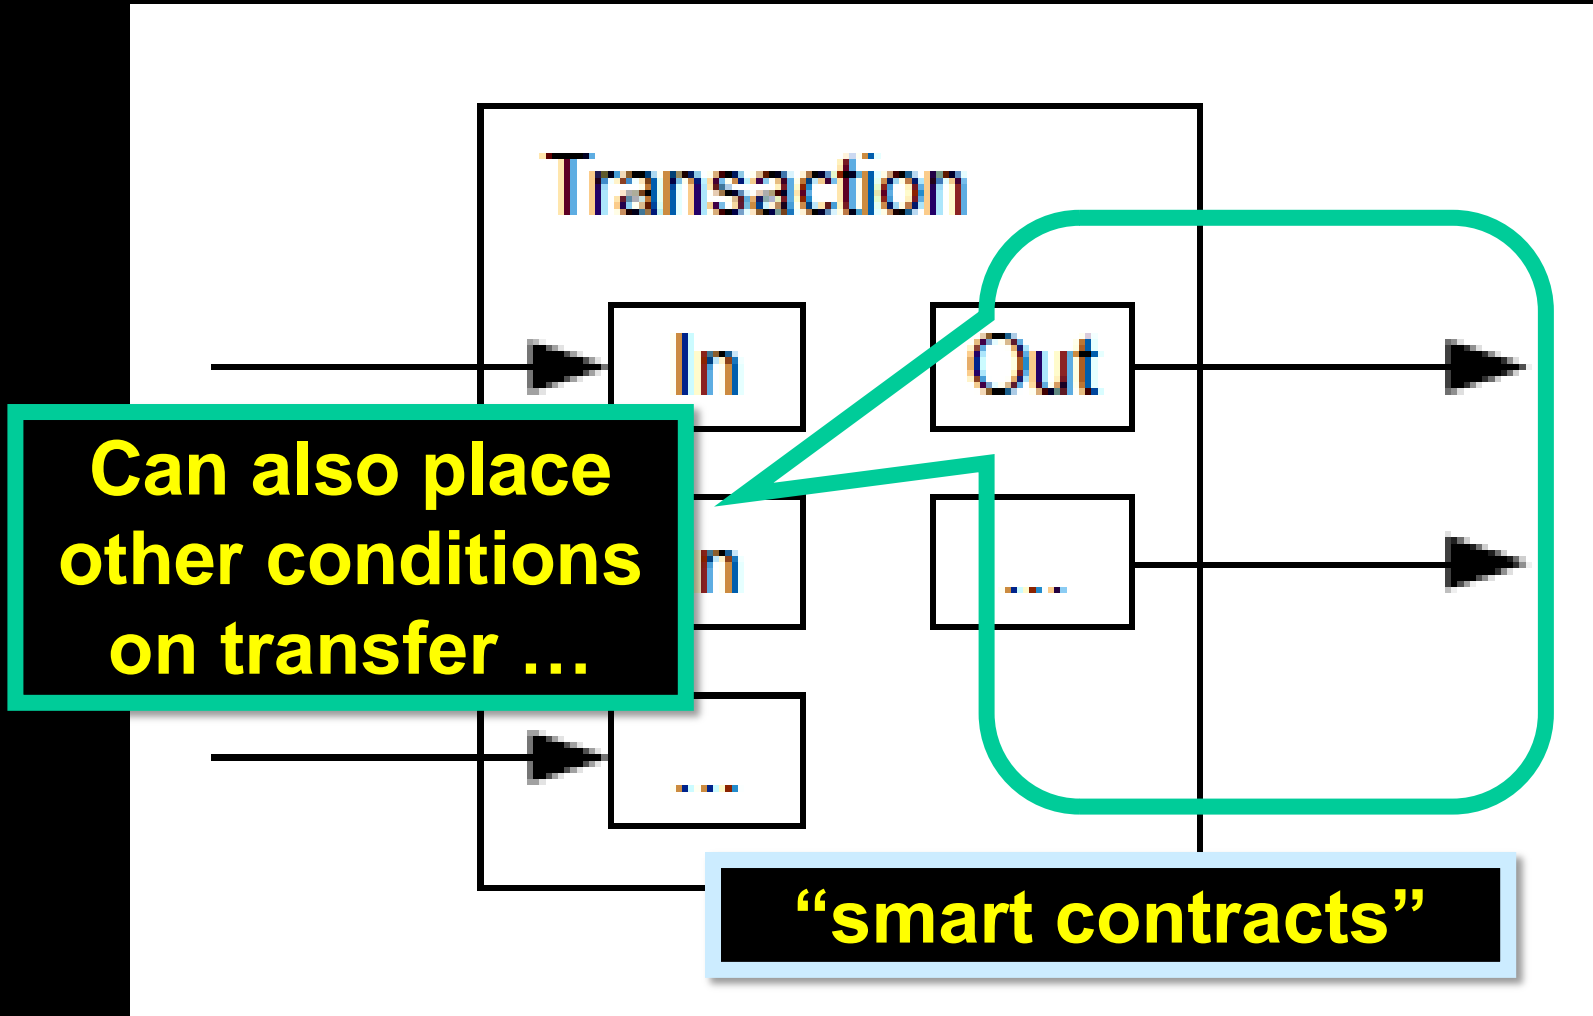 Transaction
In
Out
Can also place
other conditions
on transfer …
n
...
...
“smart contracts”